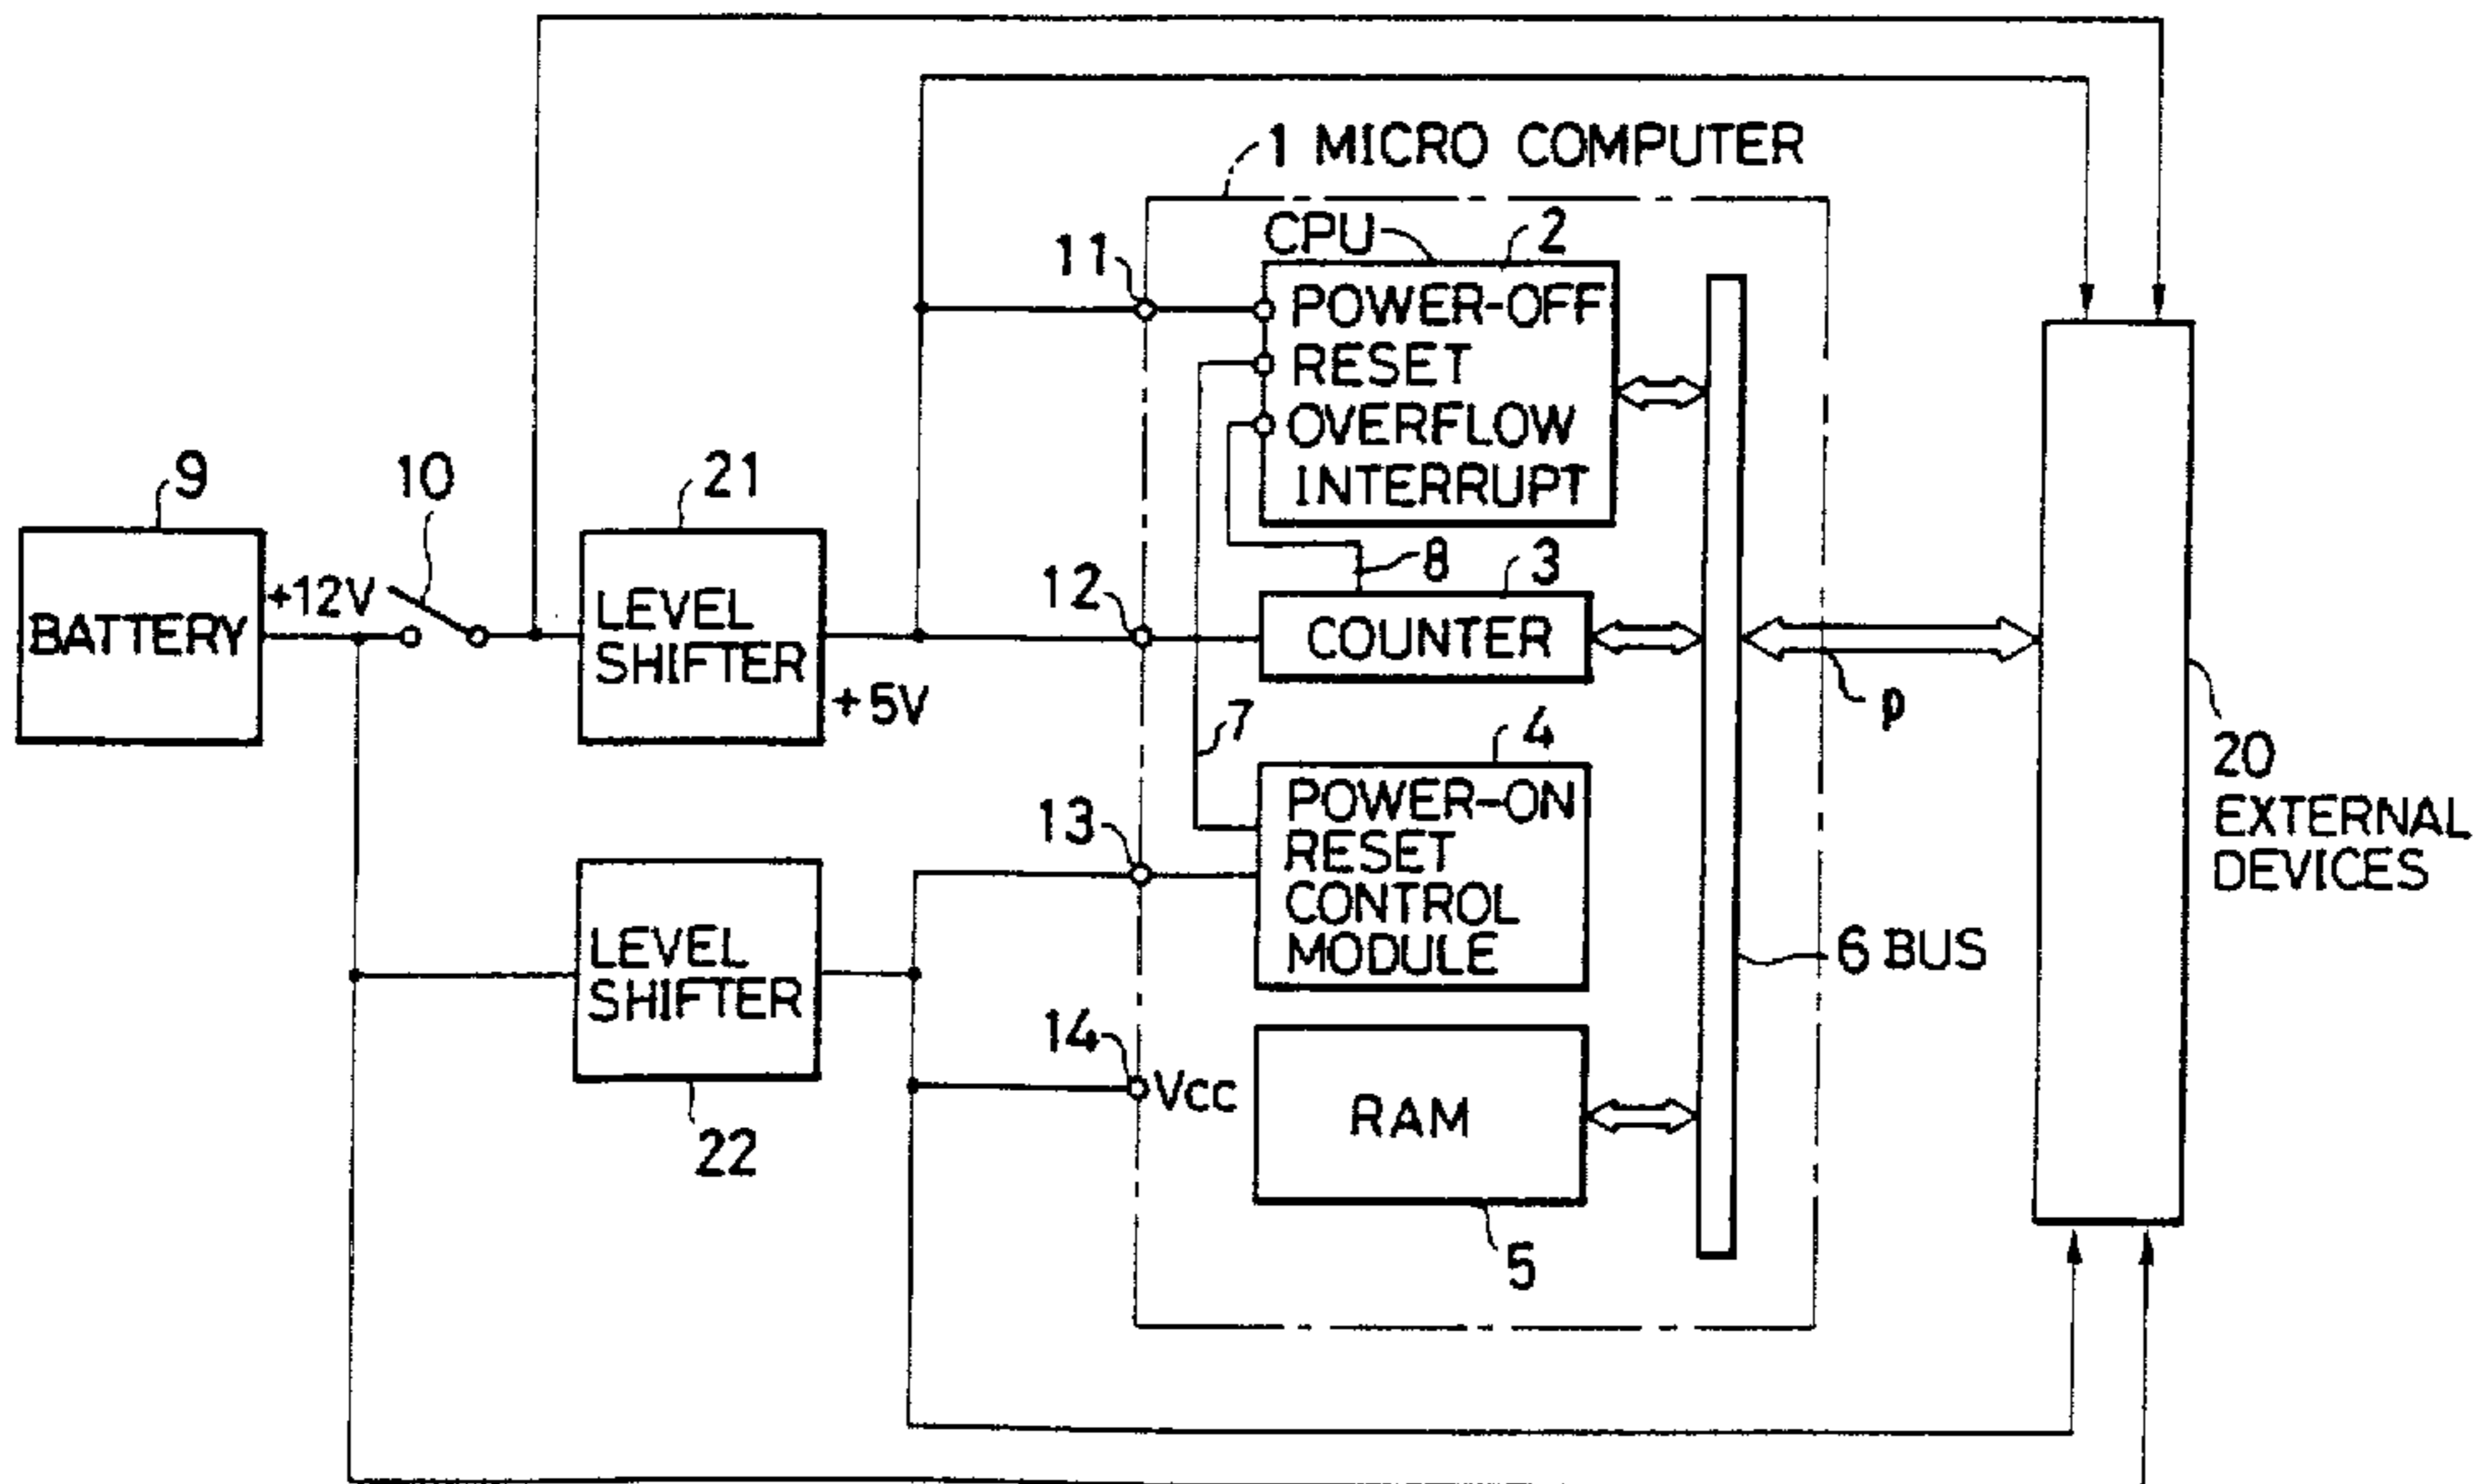 1 MICRO COMPUTER
CPU
2
11
POWER-OFF
RESET
OVERFLOW
INTERRUPT
9
10
21
+12V
BATTERY
LEVEL
SHIFTER
+5V
12
8
3
COUNTER
p
7
4
13
POWER-ON
RESET
CONTROL
MODULE
20
EXTERNAL
DEVICES
6 BUS
LEVEL
SHIFTER
22
14
Vcc
RAM
5